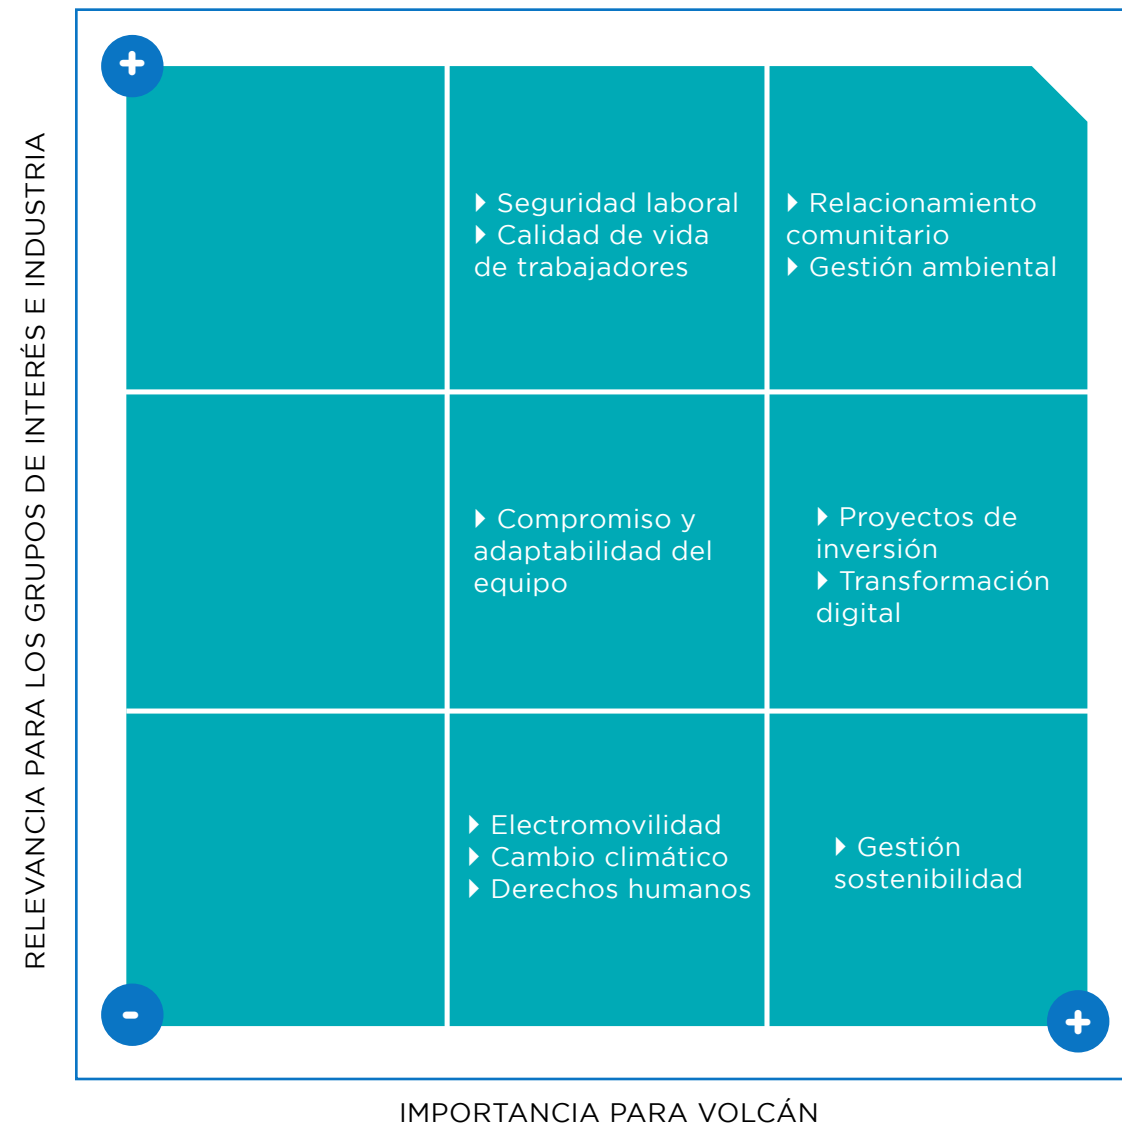 +
RELEVANCIA PARA LOS GRUPOS DE INTERÉS E INDUSTRIA
Seguridad laboral
Calidad de vida
de trabajadores
Relacionamiento
comunitario
Gestión ambiental
Compromiso y
adaptabilidad del
equipo
Proyectos de
inversión
Transformación
digital
Electromovilidad
Cambio climático
Derechos humanos
Gestión
sostenibilidad
-
+
IMPORTANCIA PARA VOLCÁN